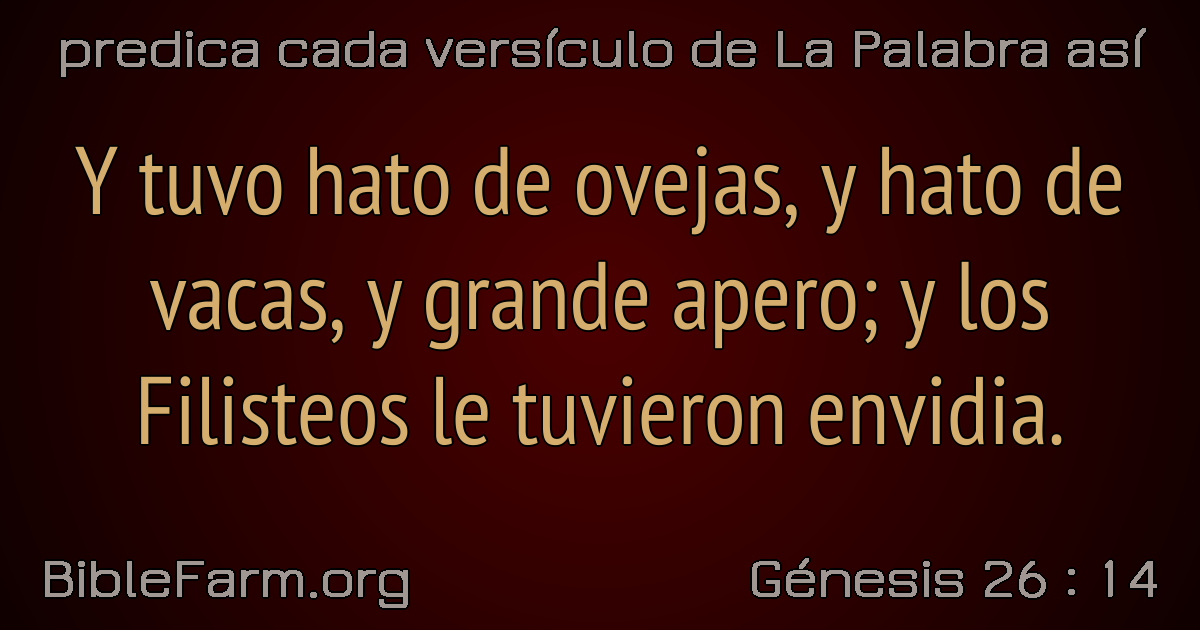 predica cada versículo de La Palabra así
Y tuvo hato de ovejas, y hato de
vacas, y grande apero; y los
Filisteos le tuvieron envidia.
BibleFarm.org
Génesis 26 : 14